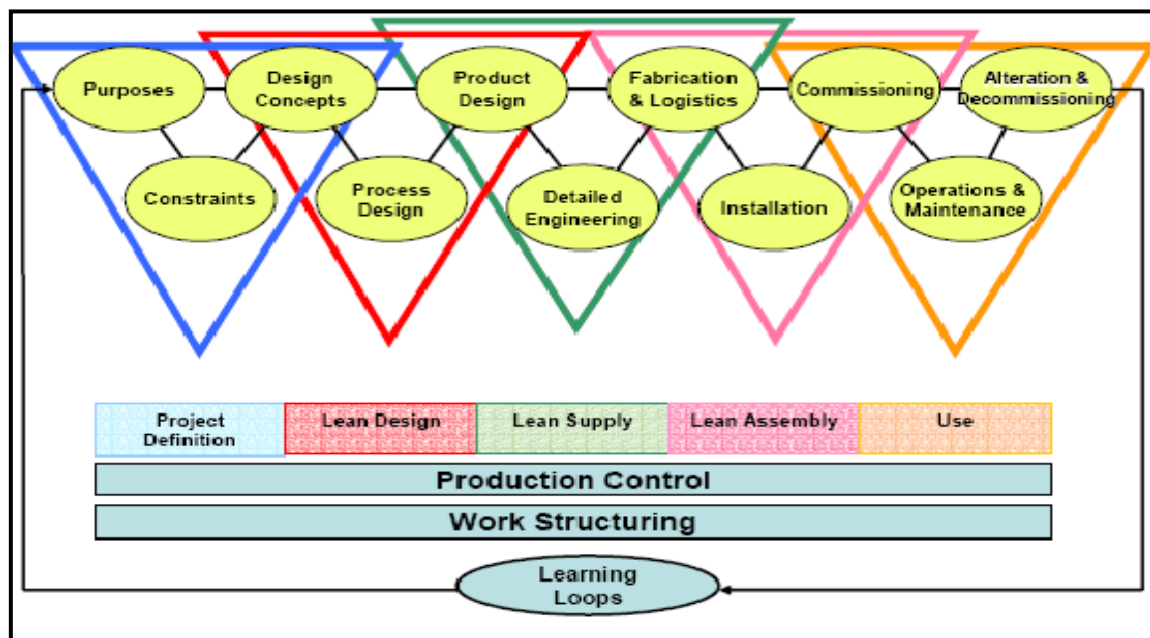 Purposes
Design
Concepts
Product
Design
Fabrication
& Logistics
Commissioning
Alteration &
Decommissioning
Constraints
Process
Design
Detailed
Engineering
Installation
Operations &
Maintenance
Project
Definition
Lean Design
Lean Supply
Lean Assembly
Use
Production Control
Work Structuring
Learning
Loops